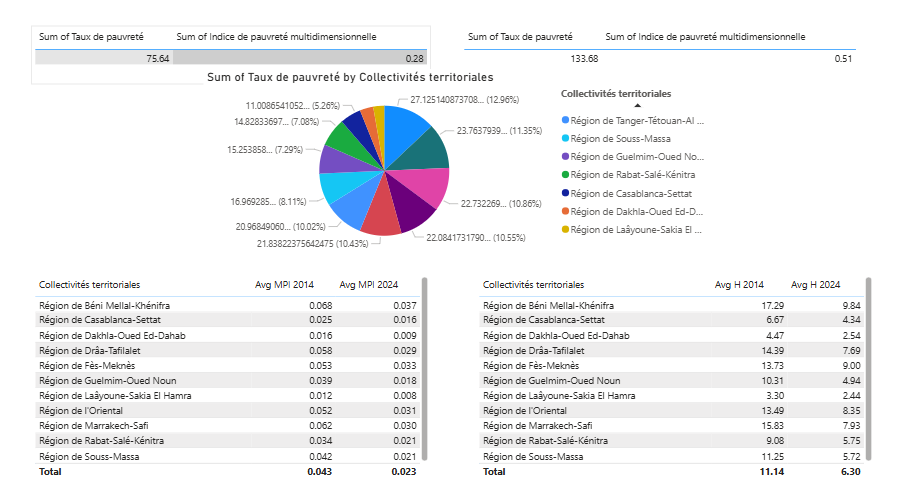 Sum of Taux de pauvreté Sum of Indice de pauvreté multidimensionnelle
75.64 0.28
Sum of Taux de pauvreté Sum of Indice de pauvreté multidimensionnelle
133.68 0.51
Sum of Taux de pauvreté by Collectivités territoriales
27.125140873708... (12.96%)
23.7637939... (11.35%)
22.732269... (10.86%)
22.0841731790... (10.55%)
21.83822375642475 (10.43%)
20.96849060... (10.02%)
16.969285... (8.11%)
15.253858... (7.29%)
14.82833697... (7.08%)
11.0086541052... (5.26%)
Collectivités territoriales
Région de Tanger-Tétouan-Al ...
Région de Souss-Massa
Région de Guelmim-Oued No...
Région de Rabat-Salé-Kénitra
Région de Casablanca-Settat
Région de Dakhla-Oued Ed-D...
Région de Laâyoune-Sakia El ...
Collectivités territoriales Avg MPI 2014 Avg MPI 2024
Région de Béni Mellal-Khénifra 0.068 0.037
Région de Casablanca-Settat 0.025 0.016
Région de Dakhla-Oued Ed-Dahab 0.016 0.009
Région de Drâa-Tafilalet 0.058 0.029
Région de Fès-Meknès 0.053 0.033
Région de Guelmim-Oued Noun 0.039 0.018
Région de Laâyoune-Sakia El Hamra 0.012 0.008
Région de l'Oriental 0.052 0.031
Région de Marrakech-Safi 0.062 0.030
Région de Rabat-Salé-Kénitra 0.034 0.021
Région de Souss-Massa 0.042 0.021
Total 0.043 0.023
Collectivités territoriales Avg H 2014 Avg H 2024
Région de Béni Mellal-Khénifra 17.29 9.84
Région de Casablanca-Settat 6.67 4.34
Région de Dakhla-Oued Ed-Dahab 4.47 2.54
Région de Drâa-Tafilalet 14.39 7.69
Région de Fès-Meknès 13.73 9.00
Région de Guelmim-Oued Noun 10.31 4.94
Région de Laâyoune-Sakia El Hamra 3.30 2.44
Région de l'Oriental 13.49 8.35
Région de Marrakech-Safi 15.83 7.93
Région de Rabat-Salé-Kénitra 9.08 5.75
Région de Souss-Massa 11.25 5.72
Total 11.14 6.30